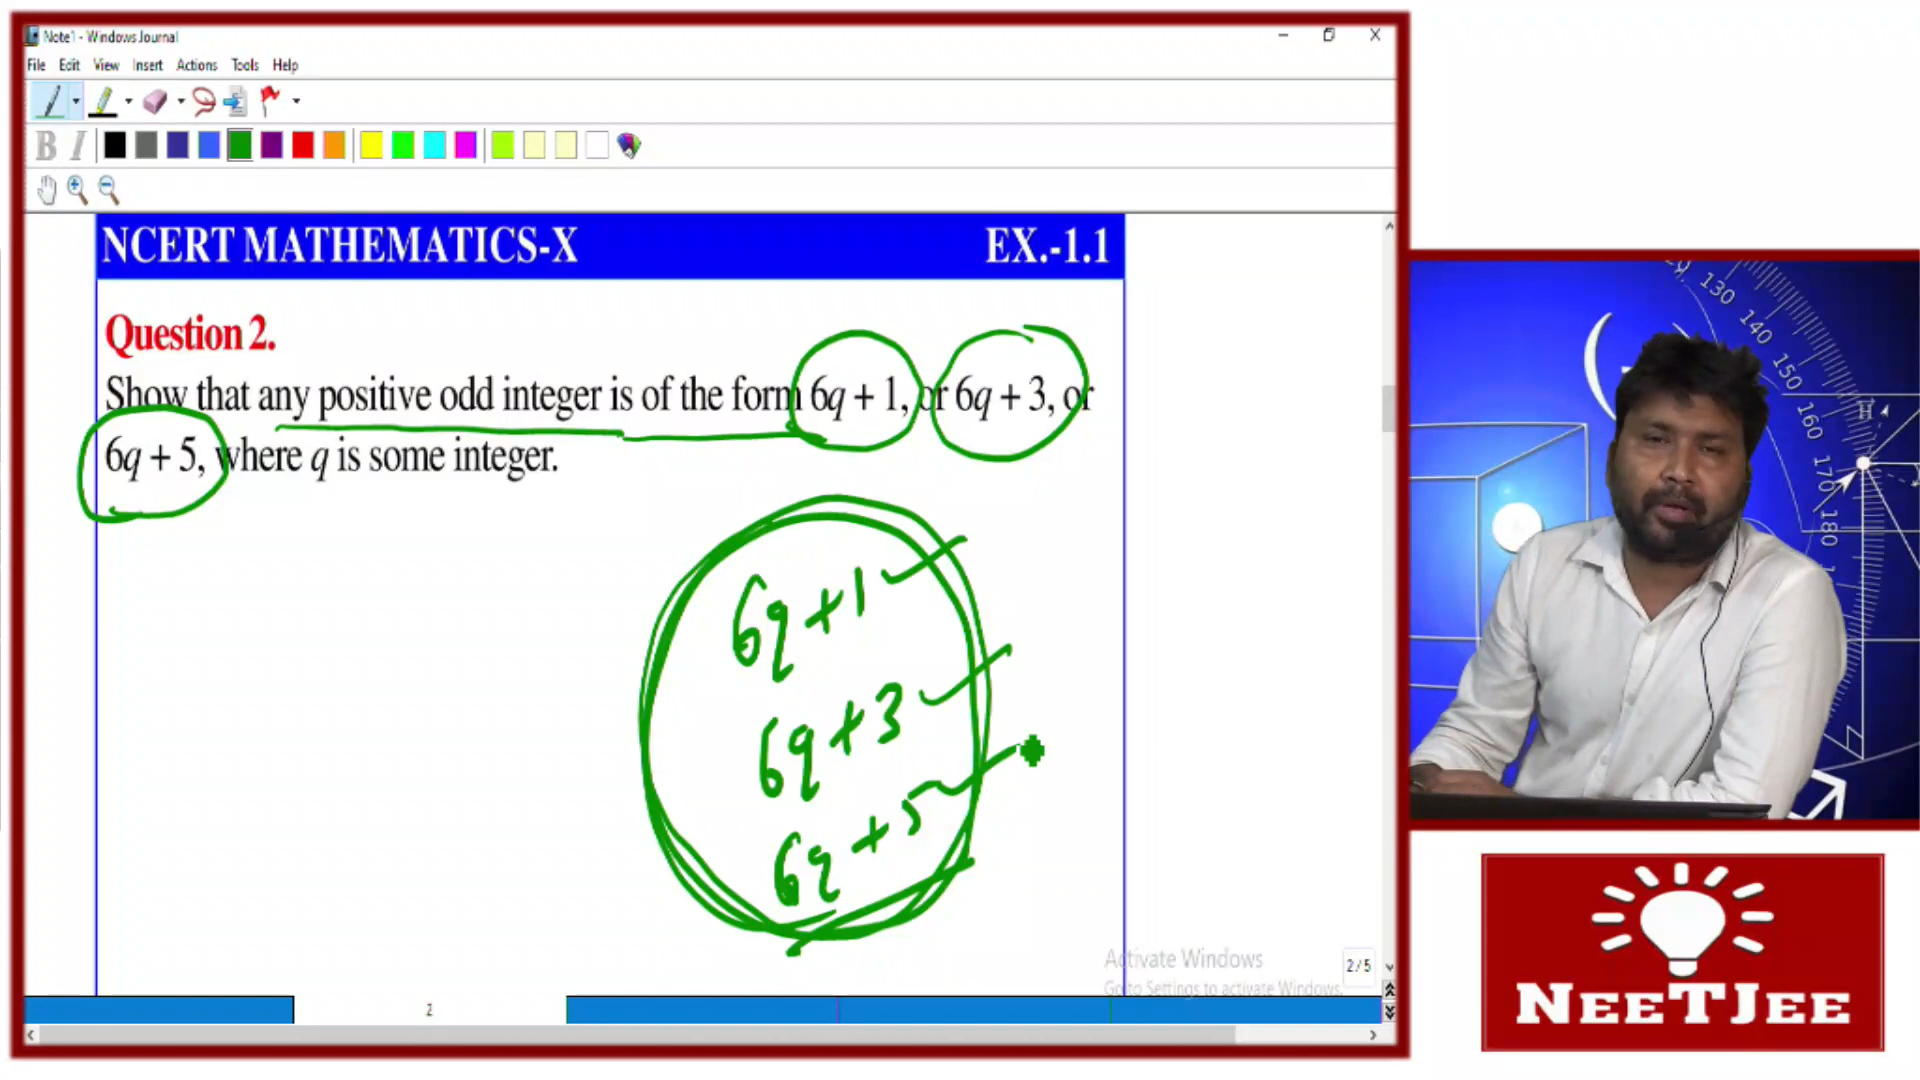 Note1 - Windows Journal
File Edit View Insert Actions Tools Help
B I
NCERT MATHEMATICS-X EX.-1.1
Question 2.
Show that any positive odd integer is of the form 6q + 1, or 6q + 3, or
6q + 5, where q is some integer.
6q + 1
6q + 3
6q + 5
Activate Windows
Go to Settings to activate Windows.
2 / 5
2
130
140
150
160
170
180
NEETJEE